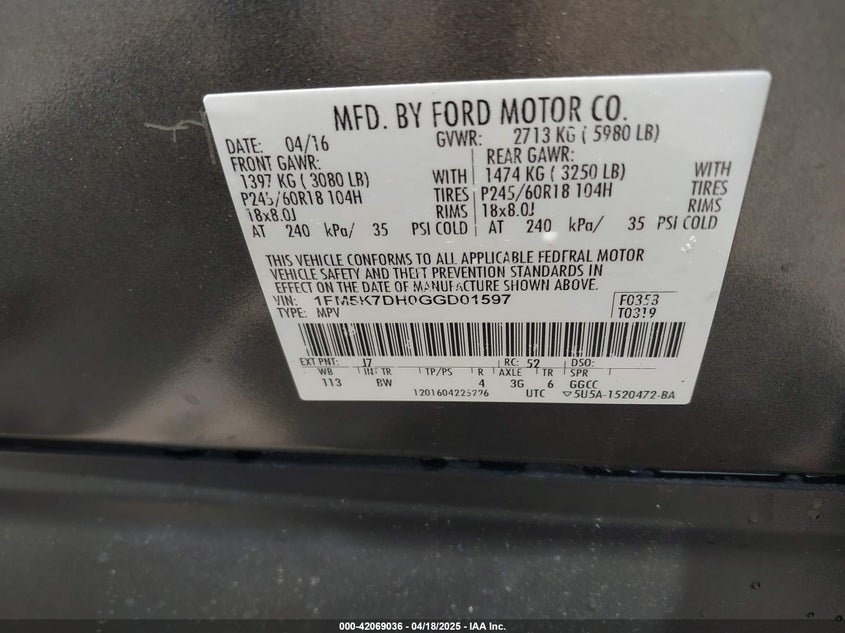 MFD. BY FORD MOTOR CO.
DATE: 04/16 GVWR: 2713 KG ( 5980 LB)
FRONT GAWR: REAR GAWR:
1397 KG ( 3080 LB) WITH 1474 KG ( 3250 LB) WITH
P245/60R18 104H TIRES P245/60R18 104H TIRES
18x8.0J RIMS 18x8.0J RIMS
AT 240 kPa/ 35 PSI COLD AT 240 kPa/ 35 PSI COLD
THIS VEHICLE CONFORMS TO ALL APPLICABLE FEDERAL MOTOR
VEHICLE SAFETY AND THEFT PREVENTION STANDARDS IN
EFFECT ON THE DATE OF MANUFACTURE SHOWN ABOVE.
VIN: 1FM5K7DH0GGD01597 F0353
TYPE: MPV T0319
EXT PNT: J7 RC: 52 DSO:
WB INT TR TP/PS R AXLE TR SPR
113 BW 4 3G 6 GGCC
1201604225226 UTC ▽5U5A-1520472-BA
000-42069036 - 04/18/2025 - IAA Inc.